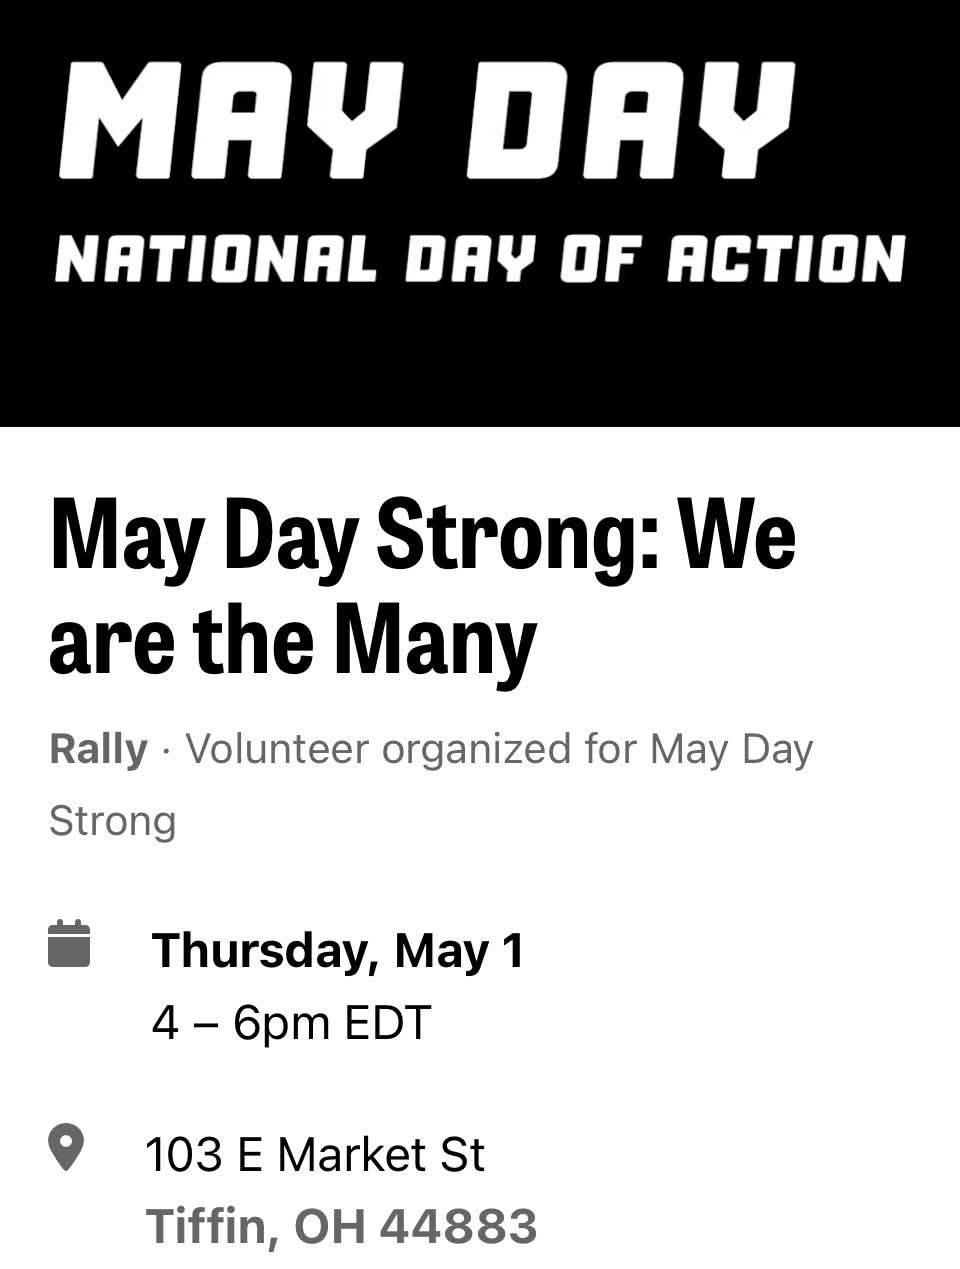 MAY DAY
NATIONAL DAY OF ACTION
May Day Strong: We
are the Many
Rally · Volunteer organized for May Day
Strong
Thursday, May 1
4 – 6pm EDT
103 E Market St
Tiffin, OH 44883